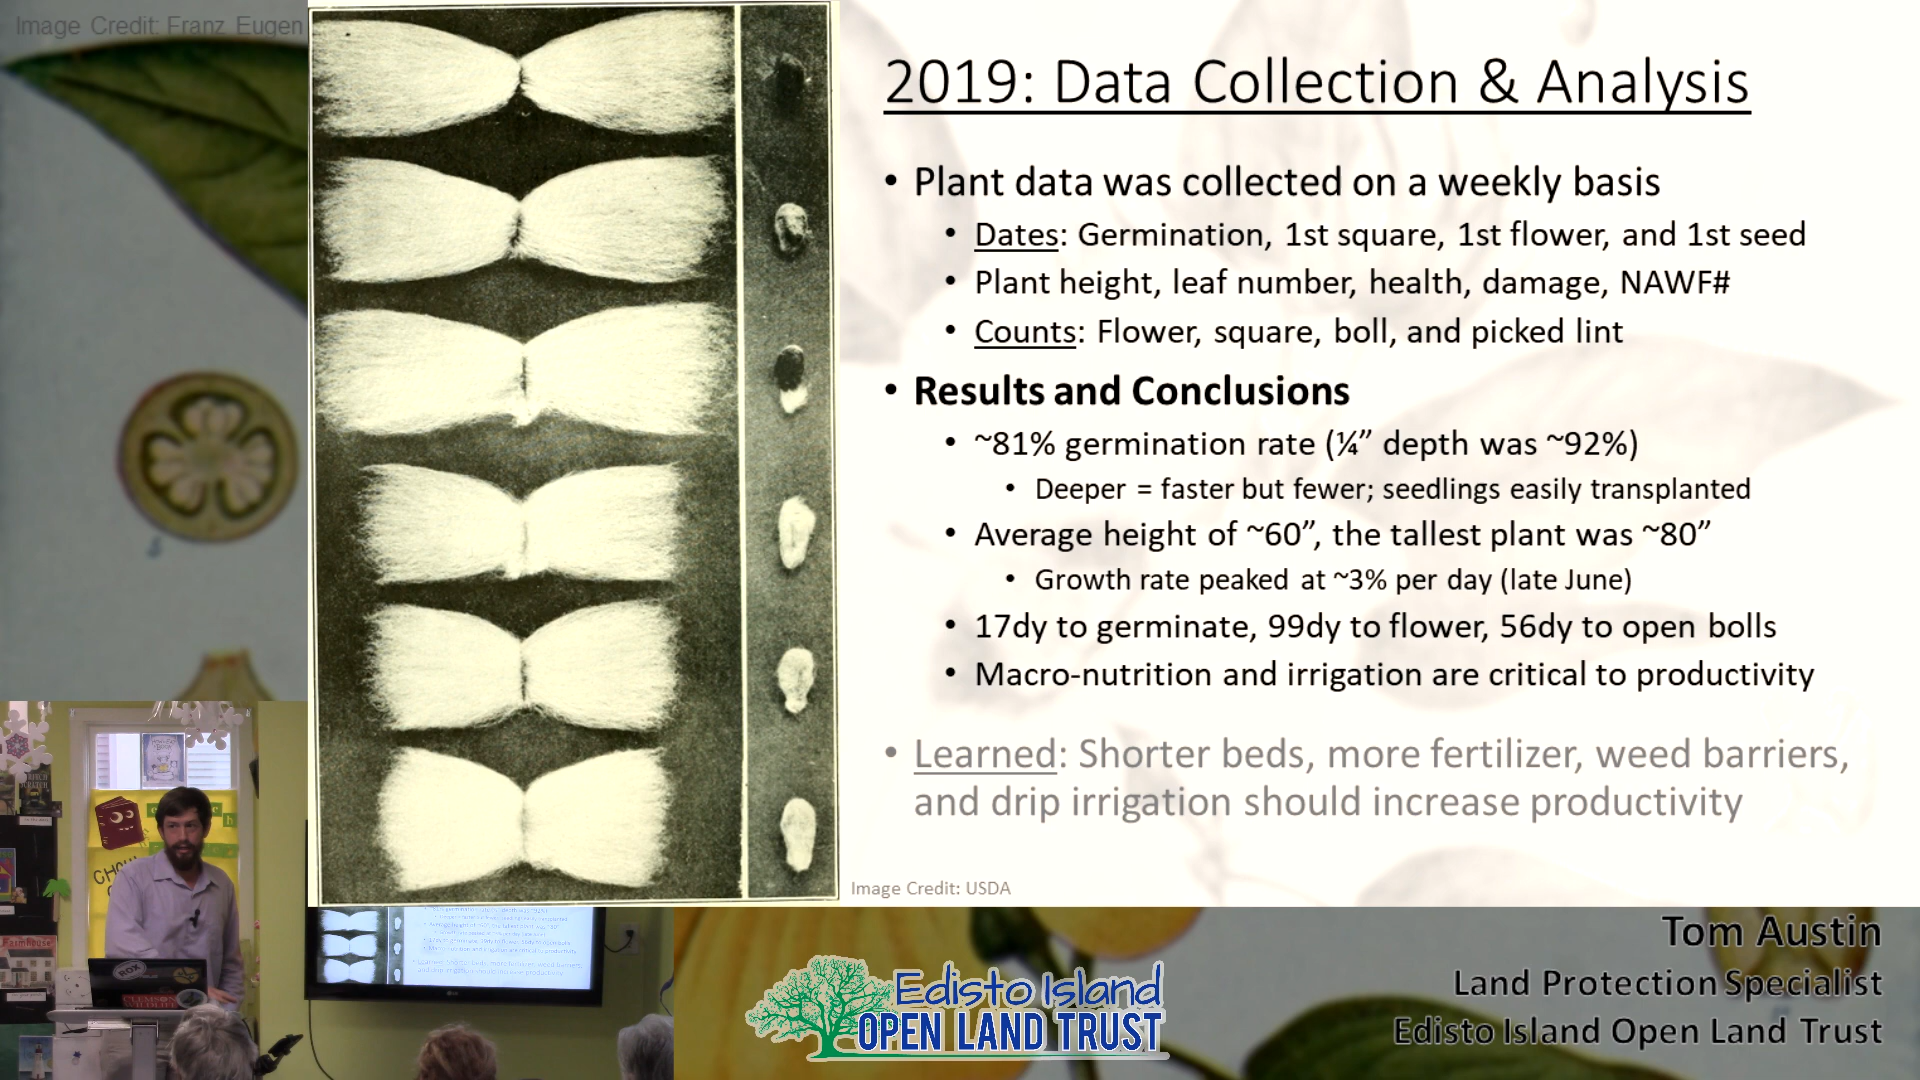 Image Credit: Franz Eugen
2019: Data Collection & Analysis
• Plant data was collected on a weekly basis
• Dates: Germination, 1st square, 1st flower, and 1st seed
• Plant height, leaf number, health, damage, NAWF#
• Counts: Flower, square, boll, and picked lint
• Results and Conclusions
• ~81% germination rate (¼” depth was ~92%)
• Deeper = faster but fewer; seedlings easily transplanted
• Average height of ~60”, the tallest plant was ~80”
• Growth rate peaked at ~3% per day (late June)
• 17dy to germinate, 99dy to flower, 56dy to open bolls
• Macro-nutrition and irrigation are critical to productivity
• Learned: Shorter beds, more fertilizer, weed barriers,
and drip irrigation should increase productivity
Image Credit: USDA
Edisto Island
OPEN LAND TRUST
Tom Austin
Land Protection Specialist
Edisto Island Open Land Trust
Farmhouse
CLEMSON